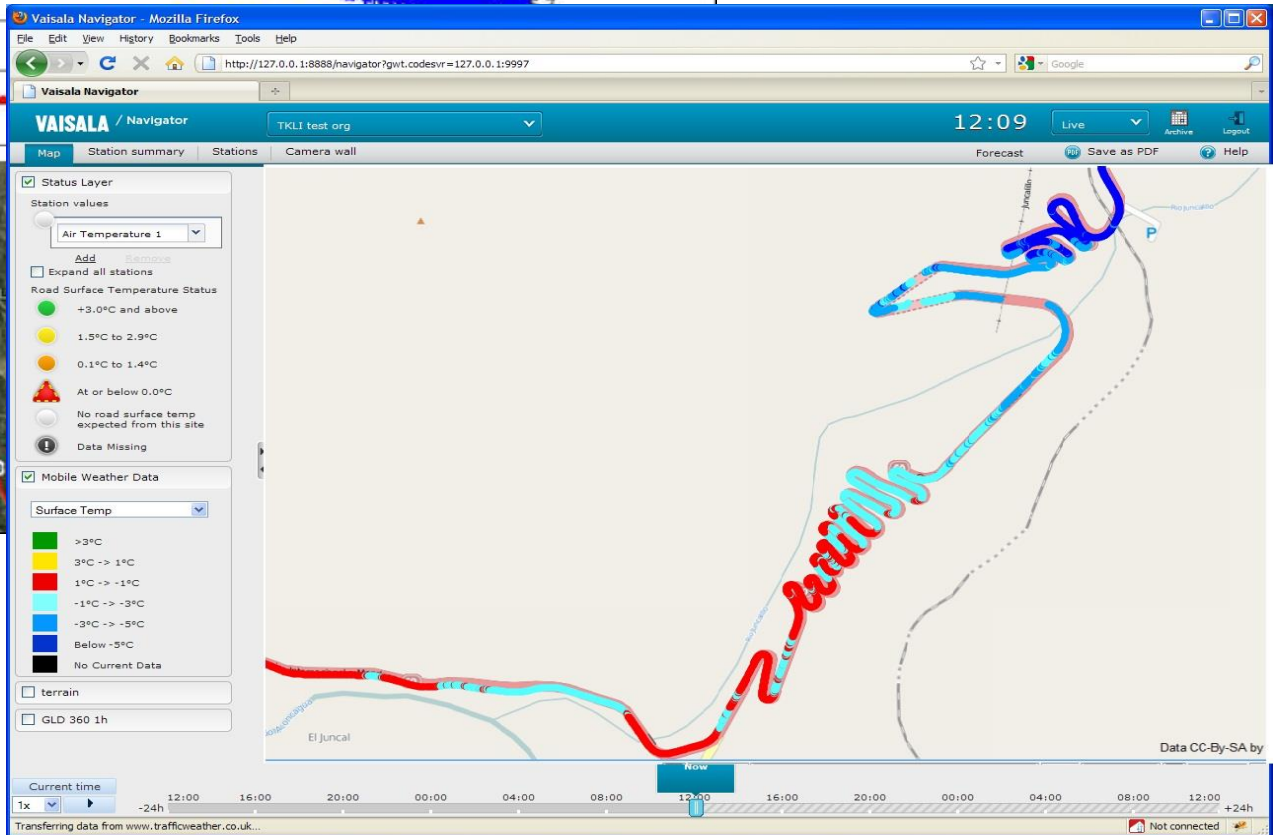 Vaisala Navigator - Mozilla Firefox
File Edit View History Bookmarks Tools Help
http://127.0.0.1:8888/navigator?gwt.codesvr=127.0.0.1:9997
Google
Vaisala Navigator
VAISALA / Navigator
TKLI test org
12:09
Live
Archive
Logout
Map Station summary Stations Camera wall
Forecast
PDF Save as PDF
? Help
Status Layer
Station values
Air Temperature 1
Add Remove
Expand all stations
Road Surface Temperature Status
+3.0°C and above
1.5°C to 2.9°C
0.1°C to 1.4°C
At or below 0.0°C
No road surface temp
expected from this site
Data Missing
Mobile Weather Data
Surface Temp
>3°C
3°C -> 1°C
1°C -> -1°C
-1°C -> -3°C
-3°C -> -5°C
Below -5°C
No Current Data
terrain
GLD 360 1h
Juncalillo
P
El Juncal
Data CC-By-SA by
Current time
Now
1x
-24h 12:00 16:00 20:00 00:00 04:00 08:00 12:00 16:00 20:00 00:00 04:00 08:00 12:00 +24h
Transferring data from www.trafficweather.co.uk...
Not connected